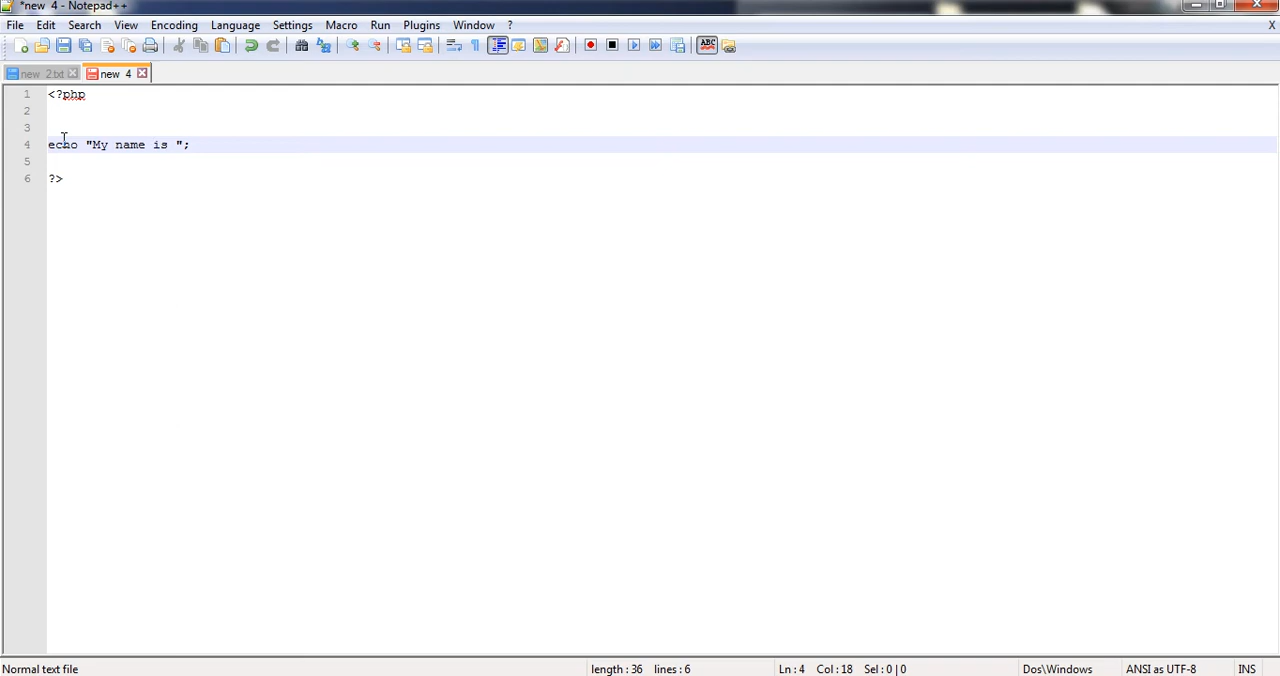 *new 4 - Notepad++
File Edit Search View Encoding Language Settings Macro Run Plugins Window ? X
ABC
new 2.txt new 4
1 <?php
2
3
4 echo "My name is ";
5
6 ?>
Normal text file length : 36 lines : 6 Ln : 4 Col : 18 Sel : 0 | 0 Dos\Windows ANSI as UTF-8 INS